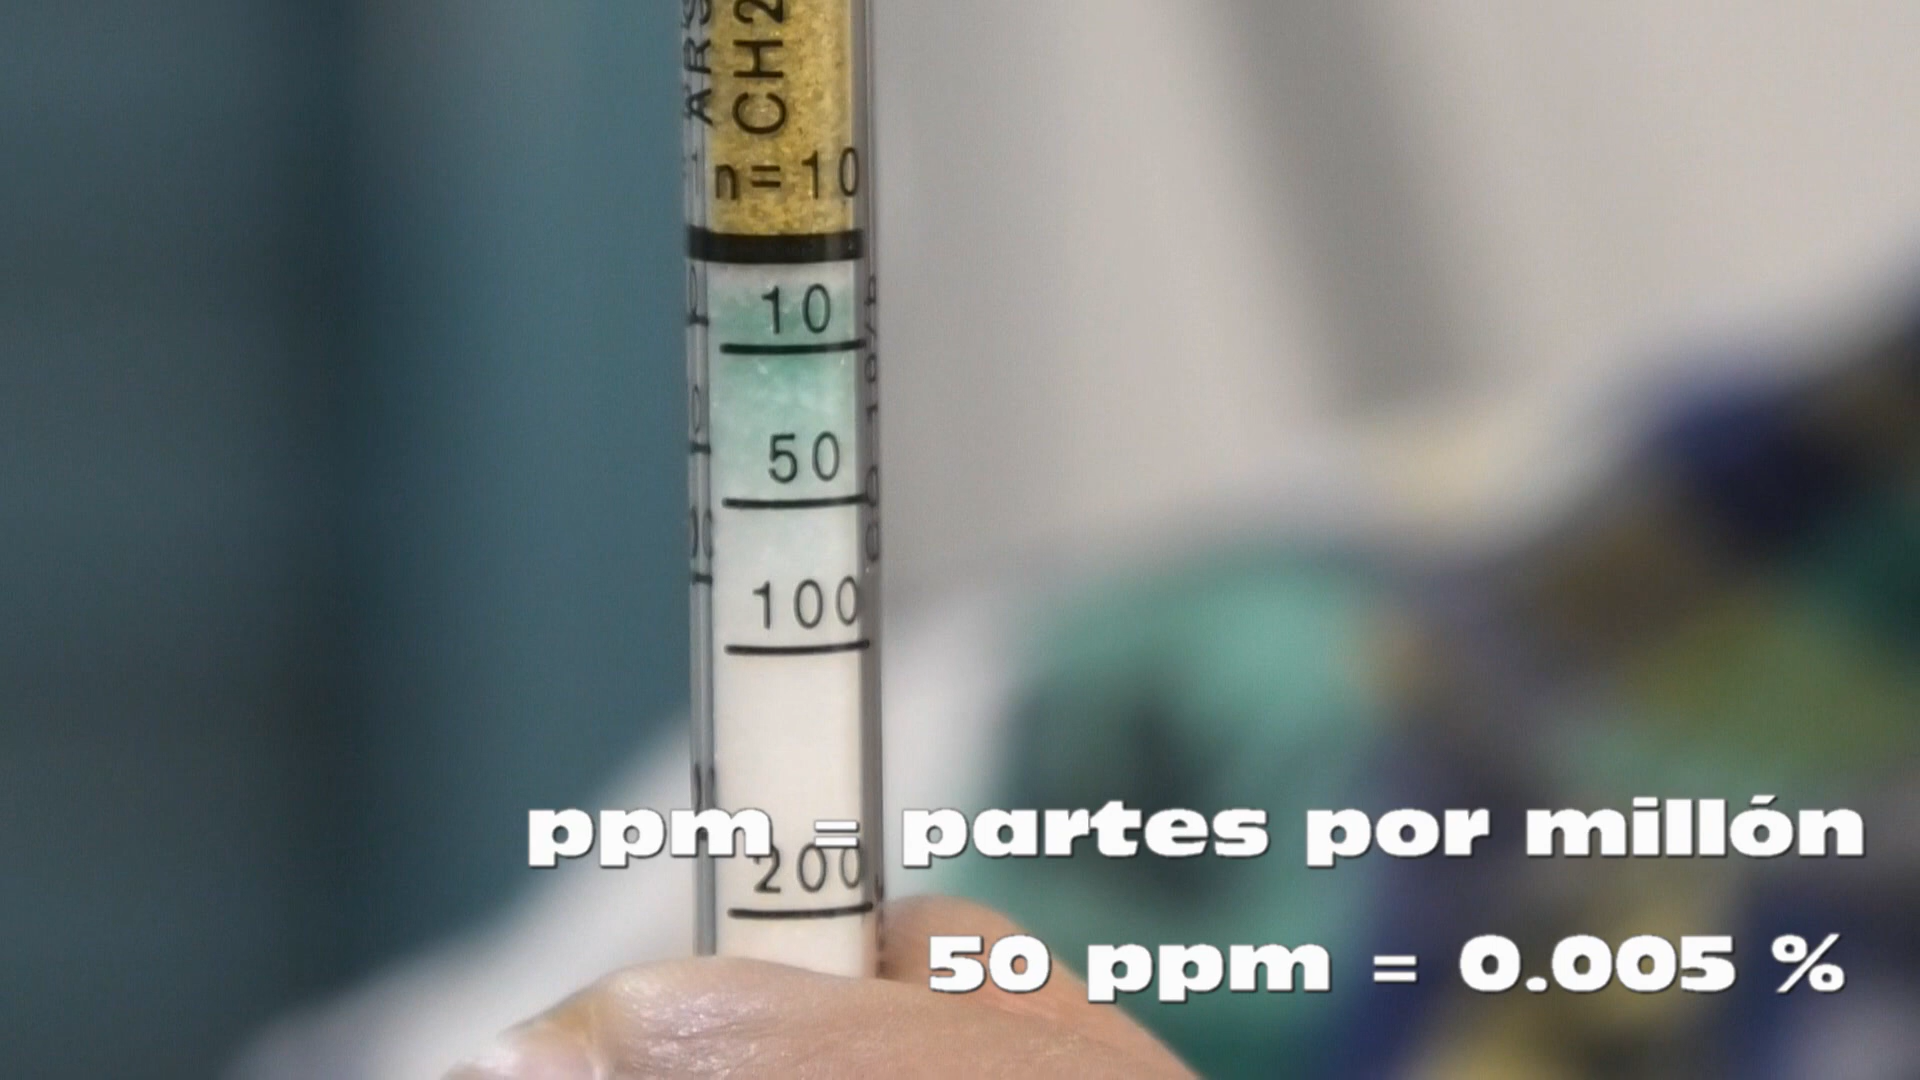 CH2
n=10
10
50
100
200
ppm = partes por millón
50 ppm = 0.005 %